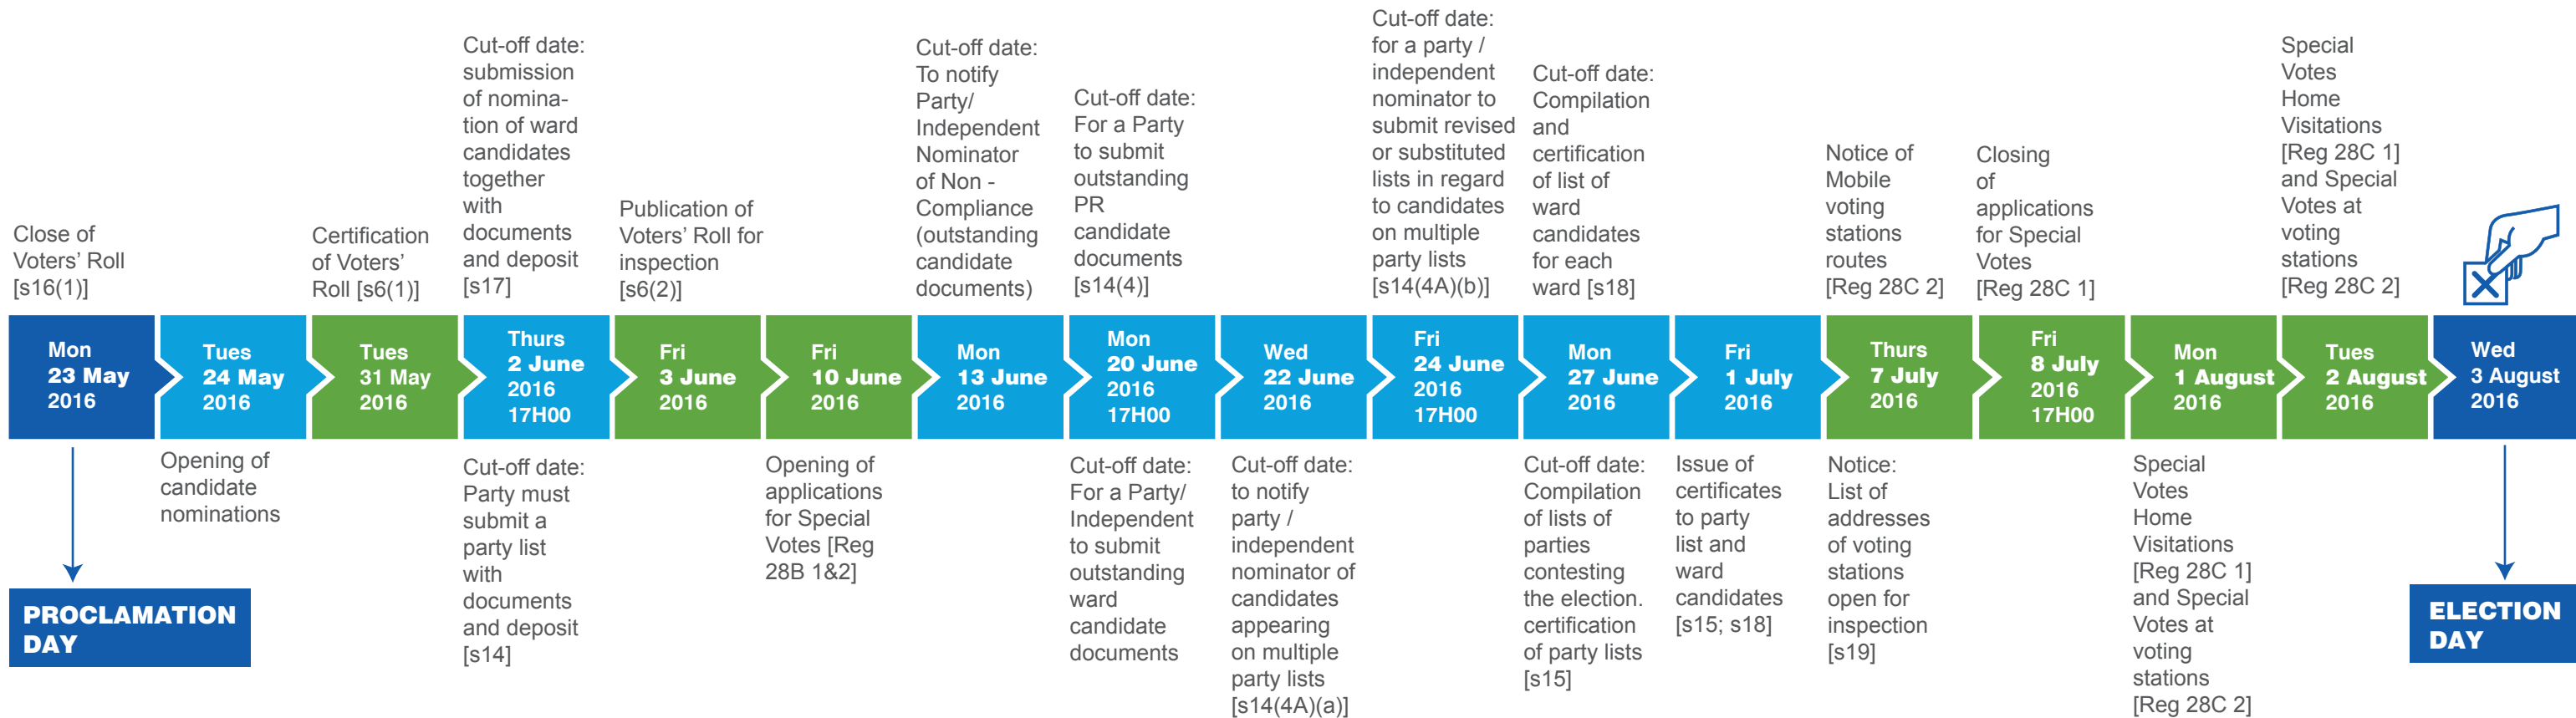 Close of
Voters’ Roll
[s16(1)]
Certification
of Voters’
Roll [s6(1)]
Cut-off date:
submission
of nomina-
tion of ward
candidates
together
with
documents
and deposit
[s17]
Publication of
Voters’ Roll for
inspection
[s6(2)]
Cut-off date:
To notify
Party/
Independent
Nominator
of Non -
Compliance
(outstanding
candidate
documents)
Cut-off date:
For a Party
to submit
outstanding
PR
candidate
documents
[s14(4)]
Cut-off date:
for a party /
independent
nominator to
submit revised
or substituted
lists in regard
to candidates
on multiple
party lists
[s14(4A)(b)]
Cut-off date:
Compilation
and
certification
of list of
ward
candidates
for each
ward [s18]
Notice of
Mobile
voting
stations
routes
[Reg 28C 2]
Closing
of
applications
for Special
Votes
[Reg 28C 1]
Special
Votes
Home
Visitations
[Reg 28C 1]
and Special
Votes at
voting
stations
[Reg 28C 2]
Mon
23 May
2016
Tues
24 May
2016
Tues
31 May
2016
Thurs
2 June
2016
17H00
Fri
3 June
2016
Fri
10 June
2016
Mon
13 June
2016
Mon
20 June
2016
17H00
Wed
22 June
2016
Fri
24 June
2016
17H00
Mon
27 June
2016
Fri
1 July
2016
Thurs
7 July
2016
Fri
8 July
2016
17H00
Mon
1 August
2016
Tues
2 August
2016
Wed
3 August
2016
PROCLAMATION
DAY
Opening of
candidate
nominations
Cut-off date:
Party must
submit a
party list
with
documents
and deposit
[s14]
Opening of
applications
for Special
Votes [Reg
28B 1&2]
Cut-off date:
For a Party/
Independent
to submit
outstanding
ward
candidate
documents
Cut-off date:
to notify
party /
independent
nominator of
candidates
appearing
on multiple
party lists
[s14(4A)(a)]
Cut-off date:
Compilation
of lists of
parties
contesting
the election.
certification
of party lists
[s15]
Issue of
certificates
to party
list and
ward
candidates
[s15; s18]
Notice:
List of
addresses
of voting
stations
open for
inspection
[s19]
Special
Votes
Home
Visitations
[Reg 28C 1]
and Special
Votes at
voting
stations
[Reg 28C 2]
ELECTION
DAY